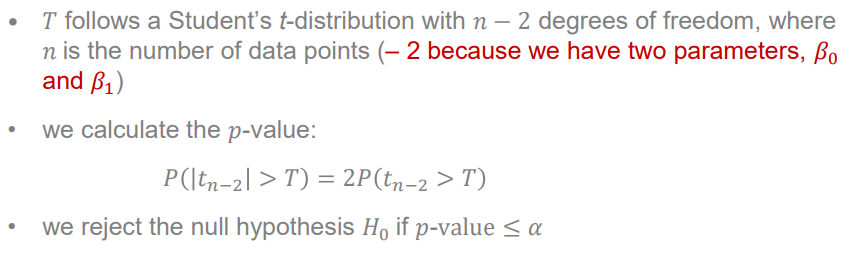 • T follows a Student’s t-distribution with n − 2 degrees of freedom, where
n is the number of data points (– 2 because we have two parameters, β₀
and β₁)
• we calculate the p-value:
P(|tₙ₋₂| > T) = 2P(tₙ₋₂ > T)
• we reject the null hypothesis H₀ if p-value ≤ α